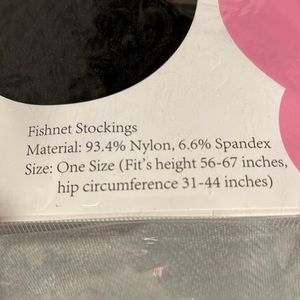 Fishnet Stockings
Material: 93.4% Nylon, 6.6% Spandex
Size: One Size (Fit's height 56-67 inches,
hip circumference 31-44 inches)